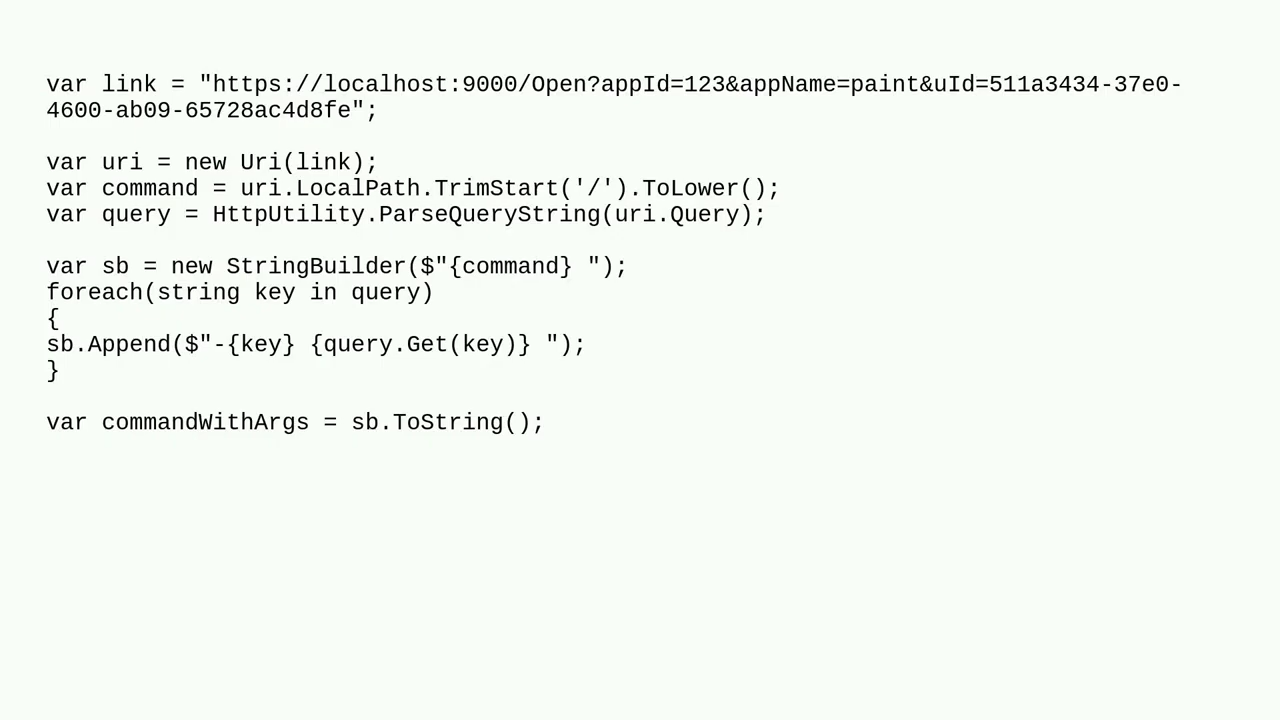 var link = "https://localhost:9000/Open?appId=123&appName=paint&uId=511a3434-37e0-
4600-ab09-65728ac4d8fe";
var uri = new Uri(link);
var command = uri.LocalPath.TrimStart('/').ToLower();
var query = HttpUtility.ParseQueryString(uri.Query);
var sb = new StringBuilder($"{command} ");
foreach(string key in query)
{
sb.Append($"-{key} {query.Get(key)} ");
}
var commandWithArgs = sb.ToString();